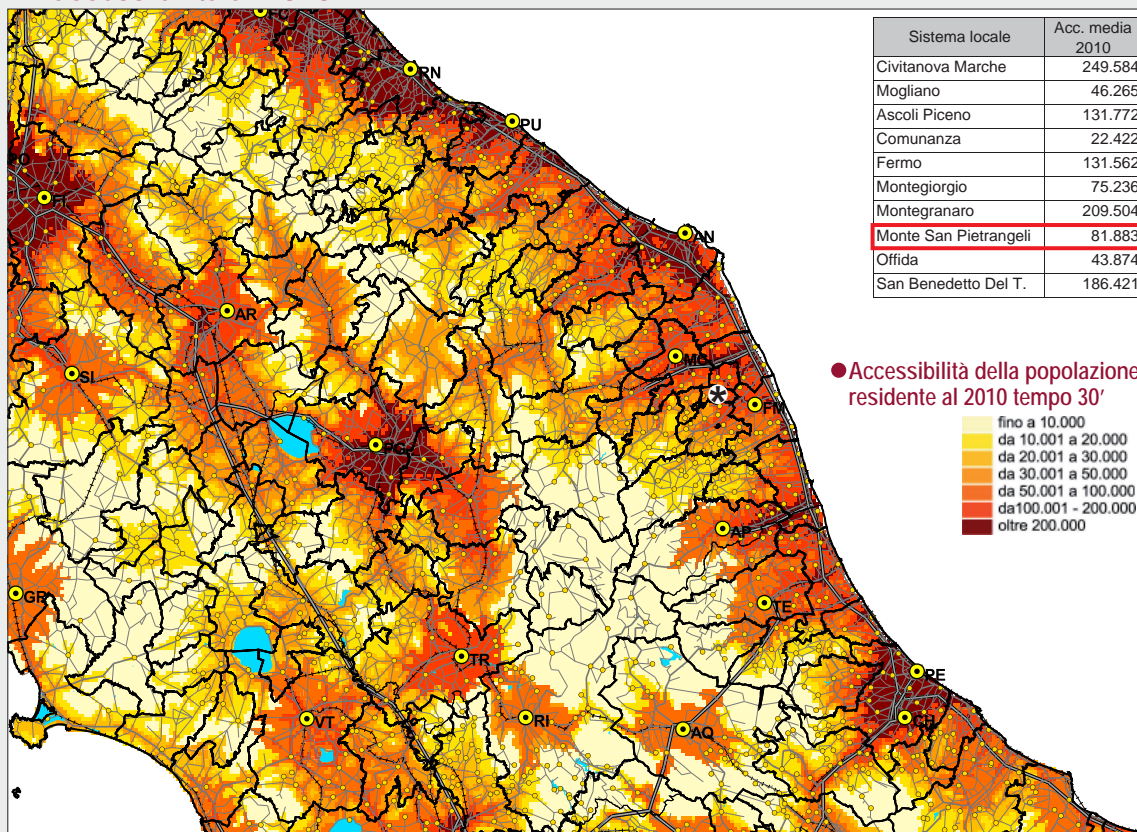 Sistema locale
Acc. media
2010
Civitanova Marche 249.584
Mogliano 46.265
Ascoli Piceno 131.772
Comunanza 22.422
Fermo 131.562
Montegiorgio 75.236
Montegranaro 209.504
Monte San Pietrangeli 81.883
Offida 43.874
San Benedetto Del T. 186.421
Accessibilità della popolazione
residente al 2010 tempo 30'
fino a 10.000
da 10.001 a 20.000
da 20.001 a 30.000
da 30.001 a 50.000
da 50.001 a 100.000
da100.001 - 200.000
oltre 200.000
RN
PU
FI
AN
AR
MC
SI
*
FM
PG
AP
GR
TE
TR
PE
VT
RI
AQ
CH